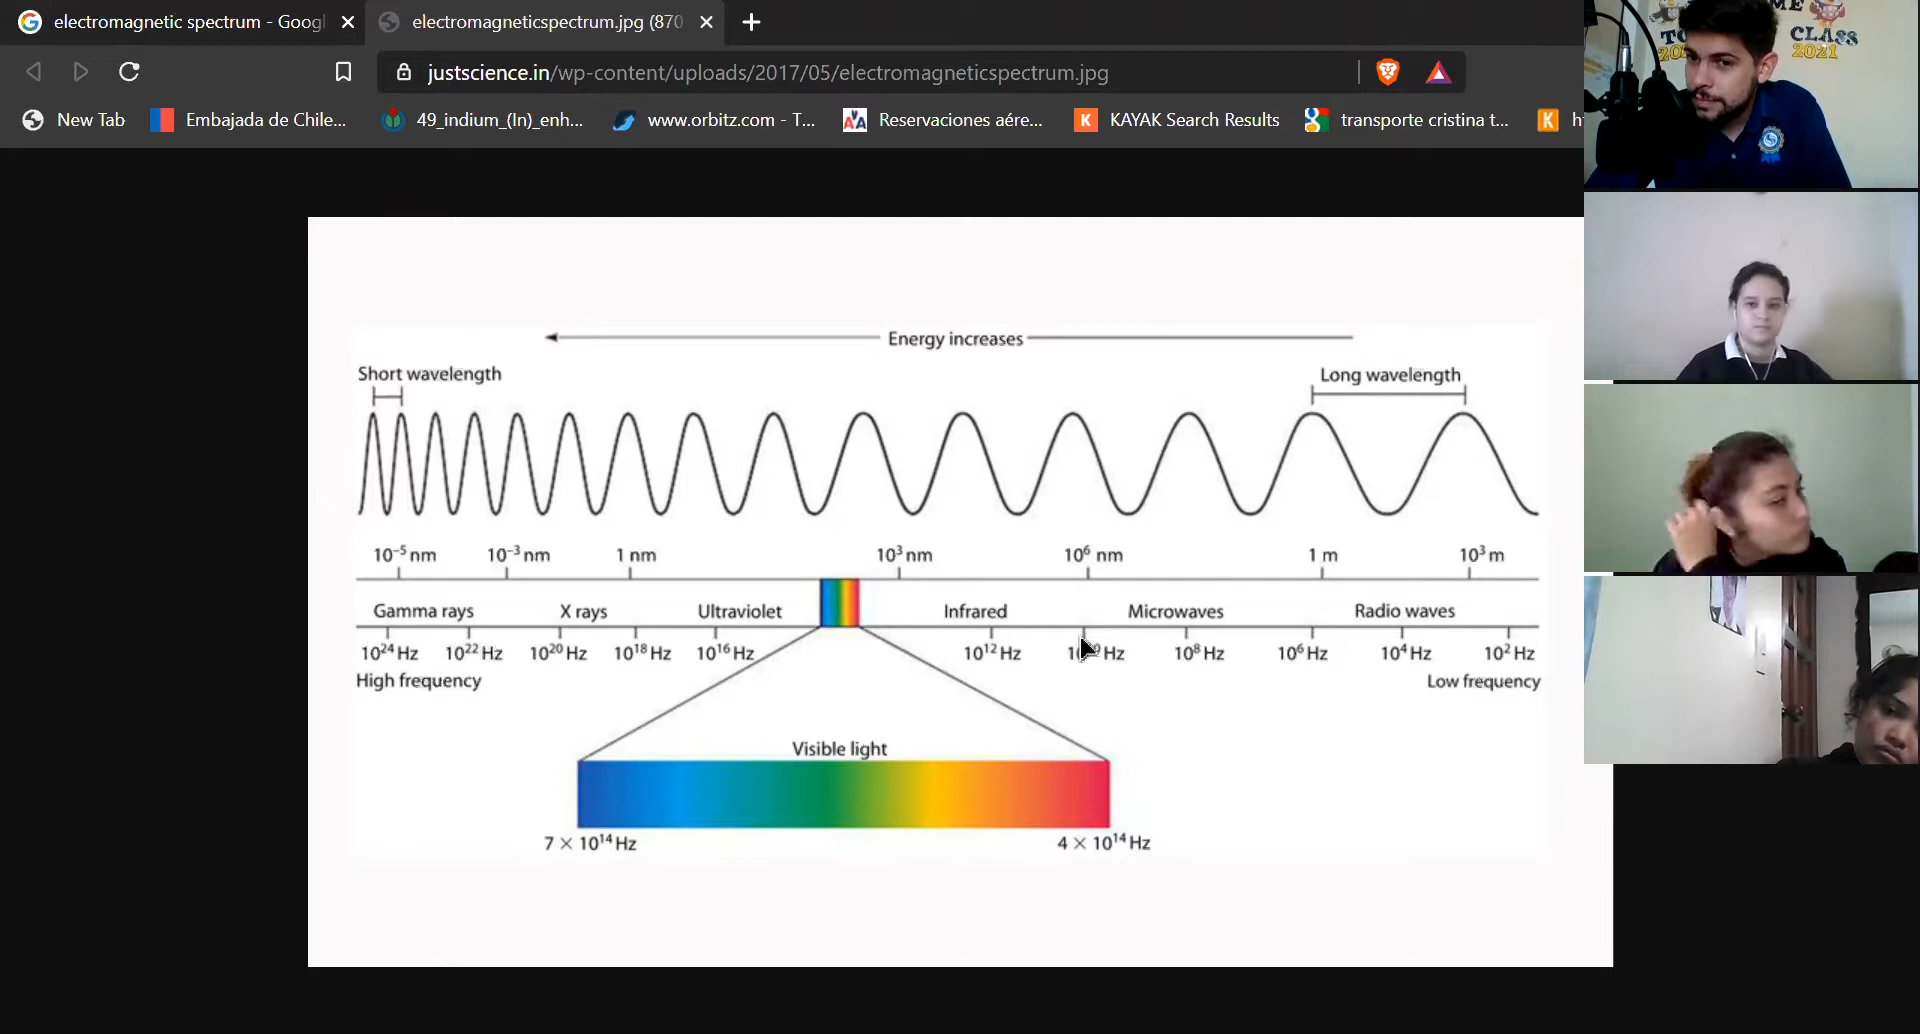 electromagnetic spectrum - Googl
electromagneticspectrum.jpg (870
justscience.in/wp-content/uploads/2017/05/electromagneticspectrum.jpg
New Tab
Embajada de Chile...
49_indium_(In)_enh...
www.orbitz.com - T...
Reservaciones aére...
KAYAK Search Results
transporte cristina t...
CLASS
2021
Energy increases
Short wavelength
Long wavelength
10⁻⁵ nm 10⁻³ nm 1 nm 10³ nm 10⁶ nm 1 m 10³ m
Gamma rays X rays Ultraviolet Infrared Microwaves Radio waves
10²⁴ Hz 10²² Hz 10²⁰ Hz 10¹⁸ Hz 10¹⁶ Hz 10¹² Hz Hz 10⁸ Hz 10⁶ Hz 10⁴ Hz 10² Hz
High frequency Low frequency
Visible light
7 × 10¹⁴ Hz 4 × 10¹⁴ Hz